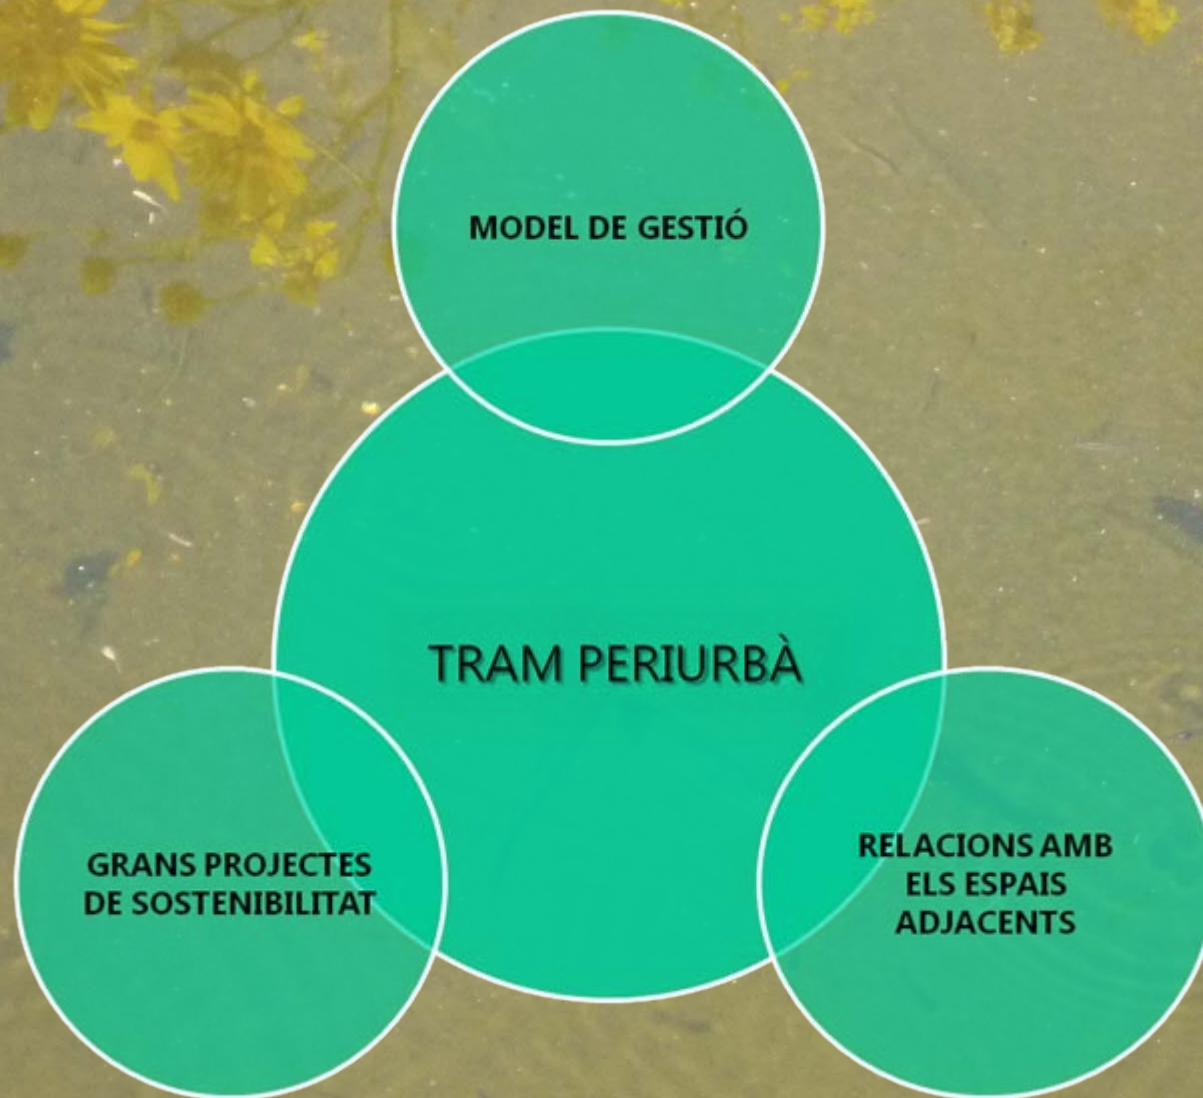 MODEL DE GESTIÓ
TRAM PERIURBÀ
GRANS PROJECTES
DE SOSTENIBILITAT
RELACIONS AMB
ELS ESPAIS
ADJACENTS